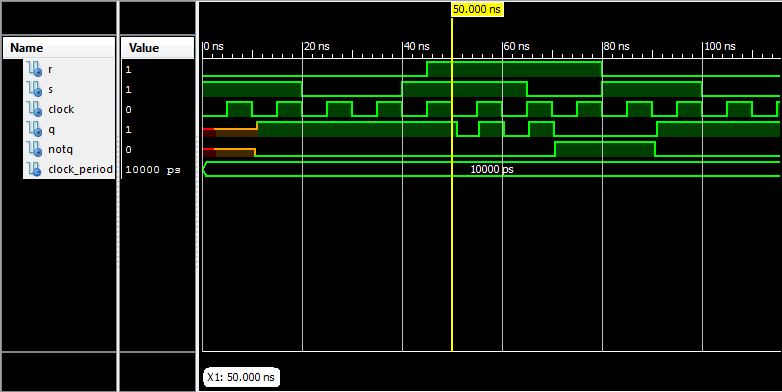 50.000 ns
Name Value
0 ns 20 ns 40 ns 60 ns 80 ns 100 ns
r 1
s 1
clock 0
q 1
notq 0
clock_period 10000 ps 10000 ps
X1: 50.000 ns